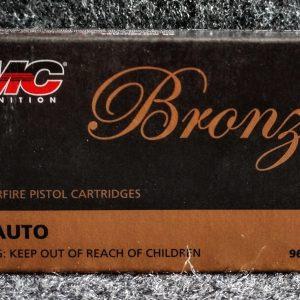 MC
NITION
Bronz
RFIRE PISTOL CARTRIDGES
AUTO
G: KEEP OUT OF REACH OF CHILDREN
96